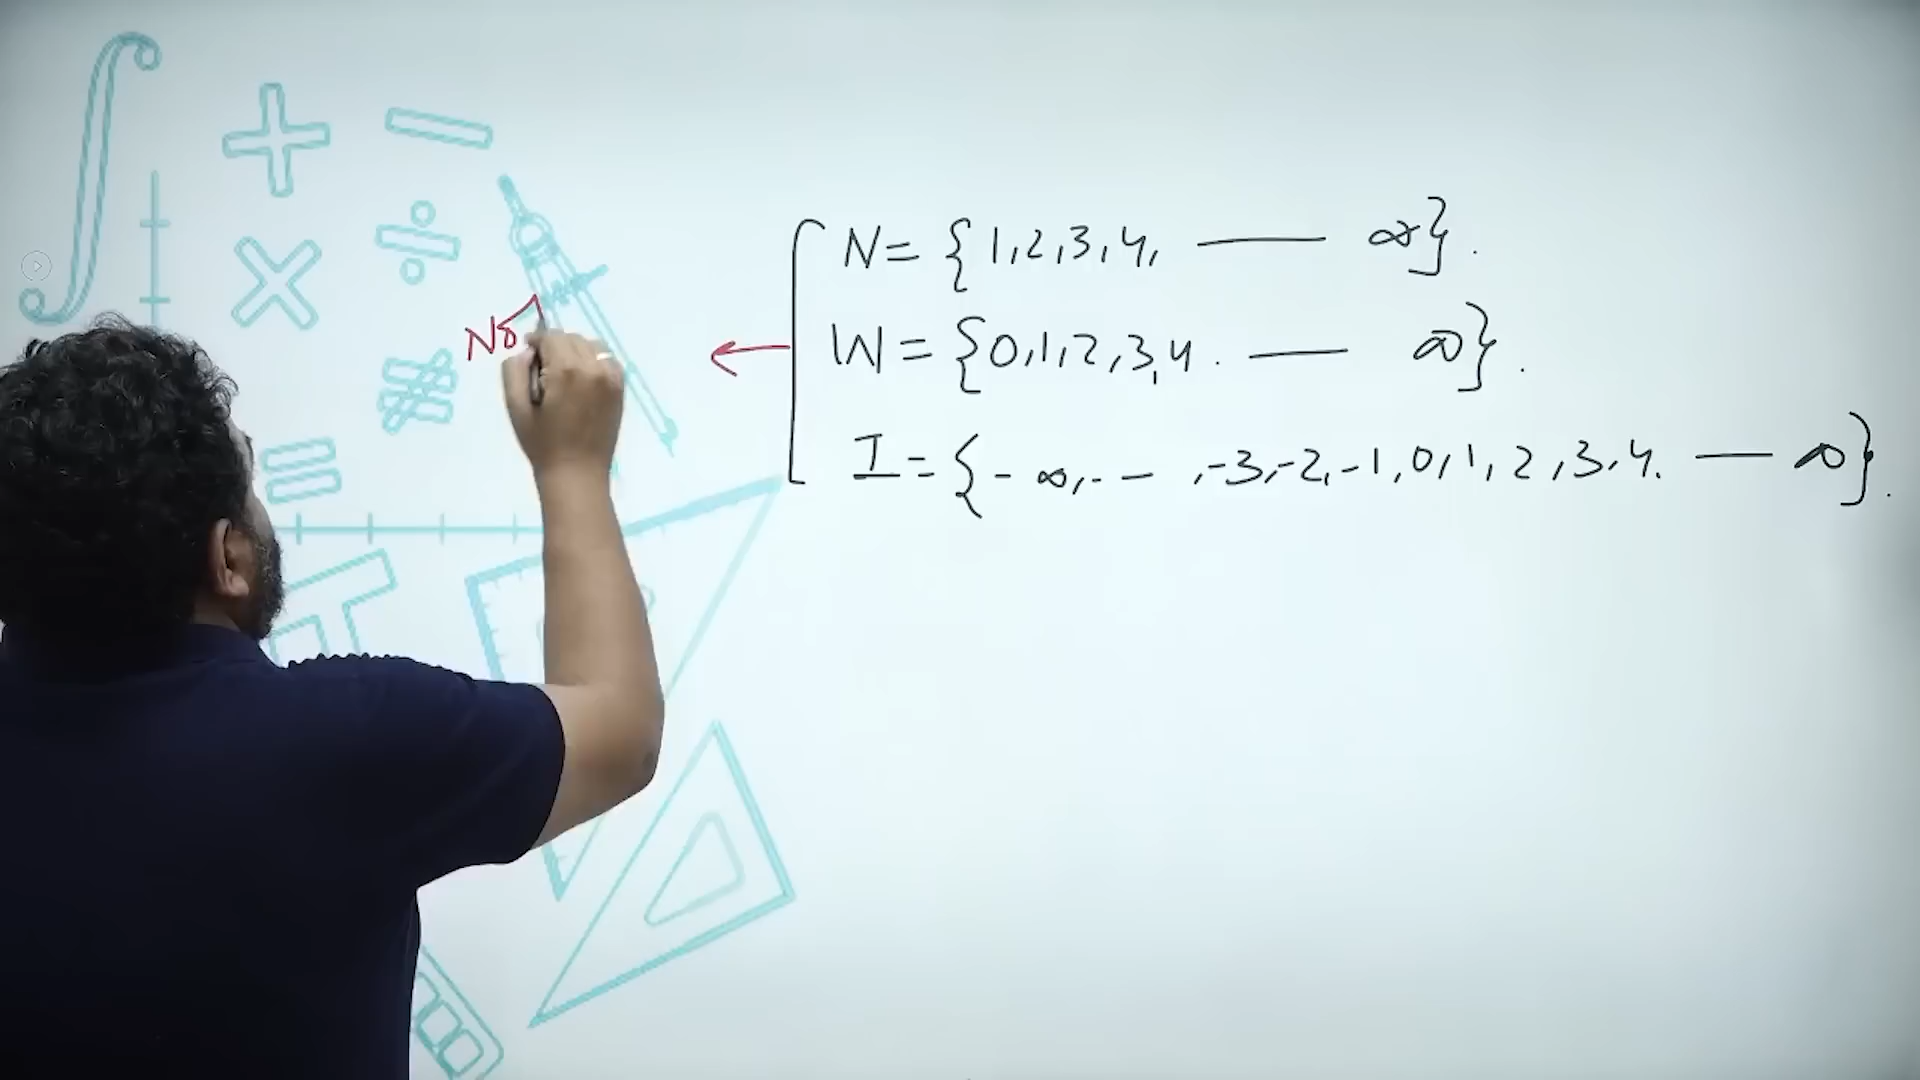 N = {1,2,3,4, —— ∞}.
No
W = {0,1,2,3,4. —— ∞}.
I = {-∞,-— ,-3,-2,-1,0,1,2,3,4. —— ∞}.